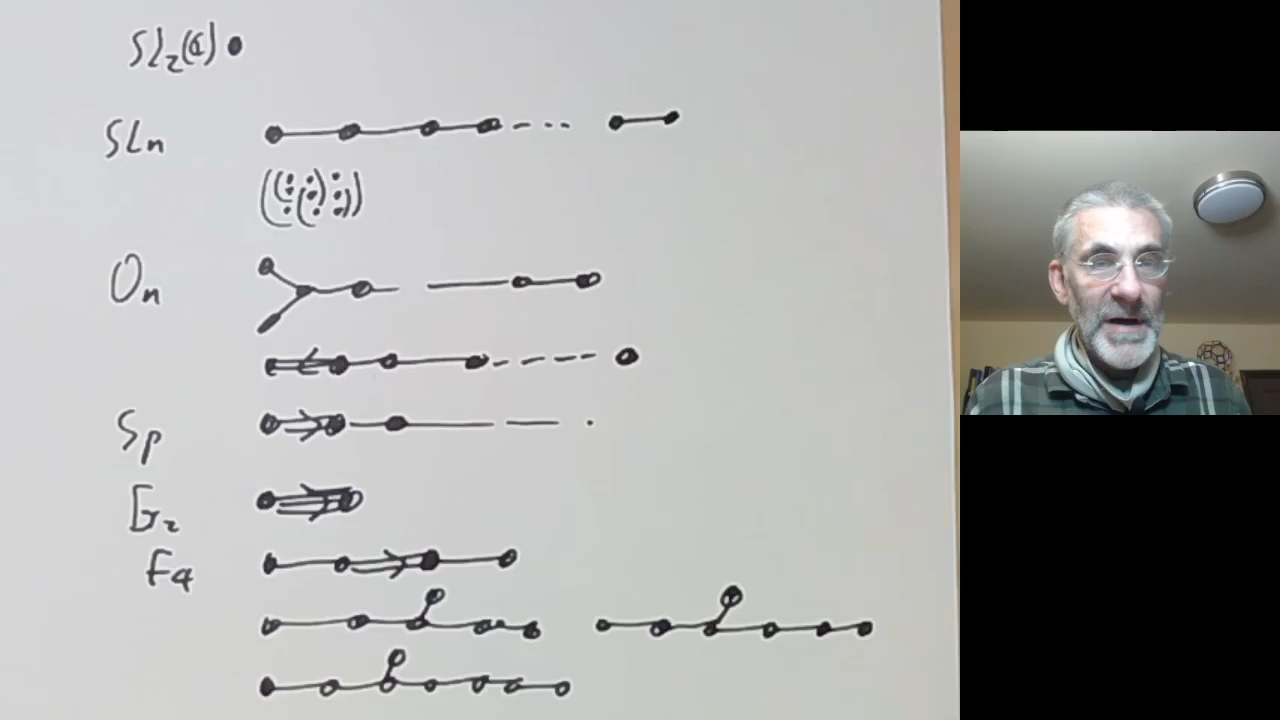 SL₂(ℂ)
SLn
On
Sp
G₂
F₄